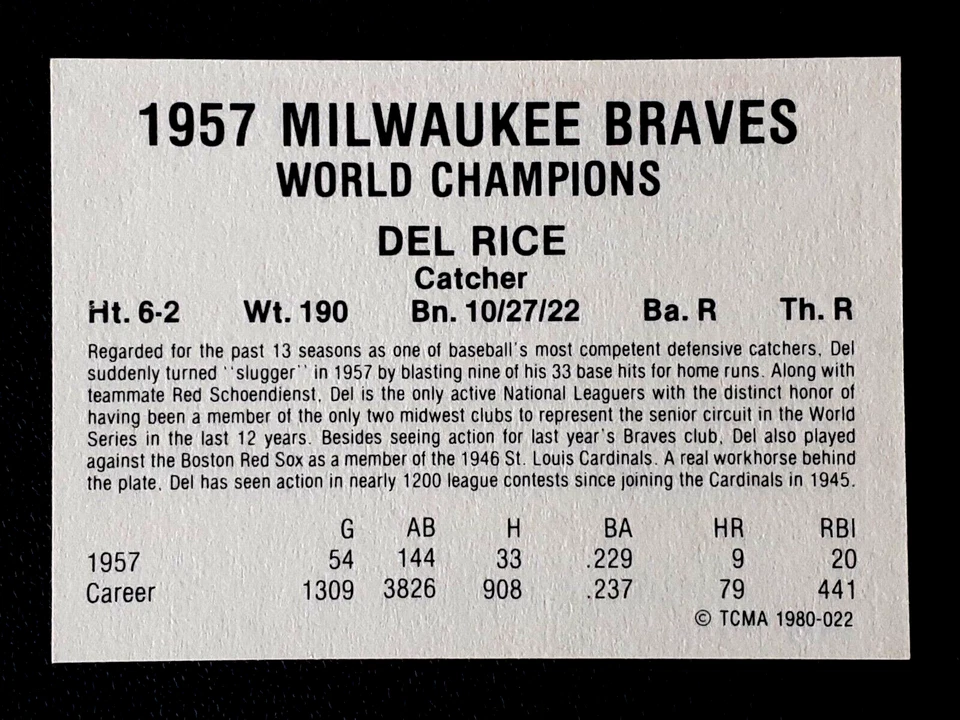 1957 MILWAUKEE BRAVES
WORLD CHAMPIONS
DEL RICE
Catcher
Ht. 6-2 Wt. 190 Bn. 10/27/22 Ba. R Th. R
Regarded for the past 13 seasons as one of baseball's most competent defensive catchers, Del
suddenly turned ''slugger'' in 1957 by blasting nine of his 33 base hits for home runs. Along with
teammate Red Schoendienst, Del is the only active National Leaguers with the distinct honor of
having been a member of the only two midwest clubs to represent the senior circuit in the World
Series in the last 12 years. Besides seeing action for last year's Braves club, Del also played
against the Boston Red Sox as a member of the 1946 St. Louis Cardinals. A real workhorse behind
the plate, Del has seen action in nearly 1200 league contests since joining the Cardinals in 1945.
G AB H BA HR RBI
1957 54 144 33 .229 9 20
Career 1309 3826 908 .237 79 441
© TCMA 1980-022